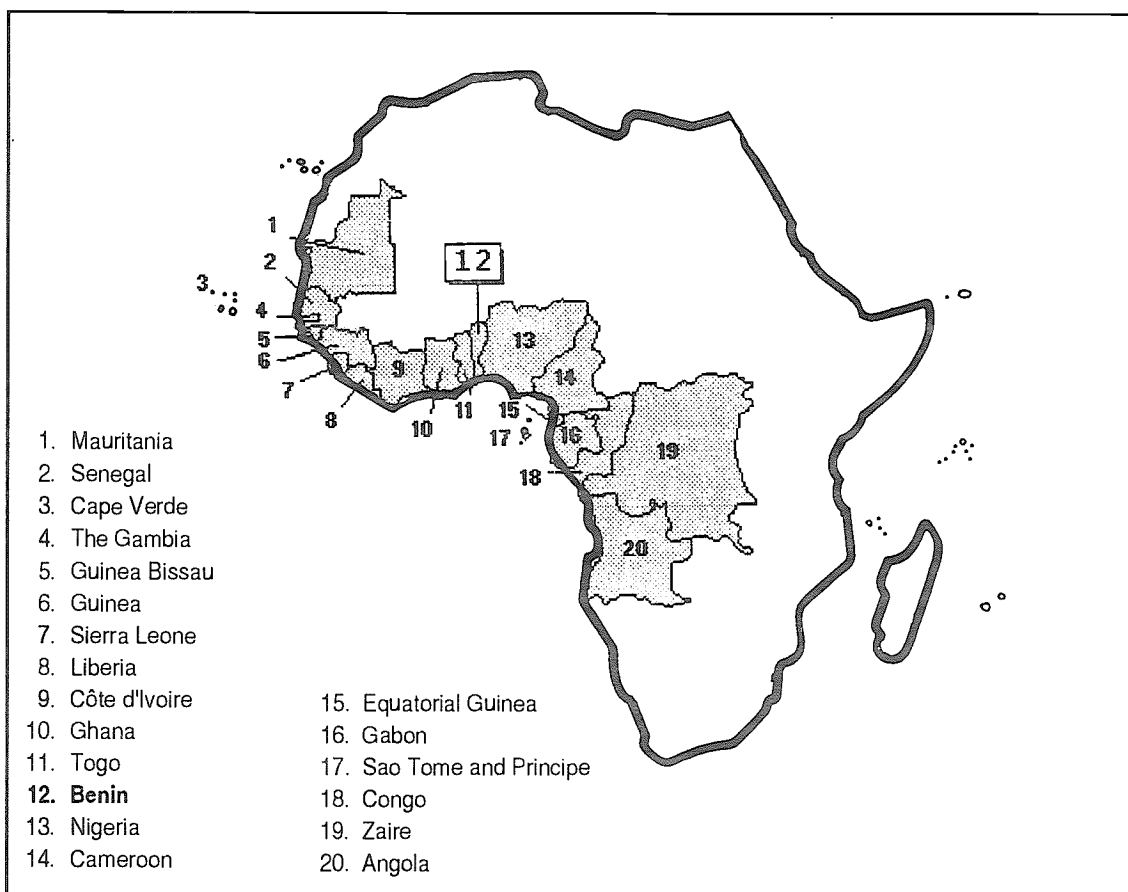 1
2
3
4
5
6
7
8
9
10
11
12
13
14
15
16
17
18
19
20
1. Mauritania
2. Senegal
3. Cape Verde
4. The Gambia
5. Guinea Bissau
6. Guinea
7. Sierra Leone
8. Liberia
9. Côte d'Ivoire
10. Ghana
11. Togo
12. Benin
13. Nigeria
14. Cameroon
15. Equatorial Guinea
16. Gabon
17. Sao Tome and Principe
18. Congo
19. Zaire
20. Angola